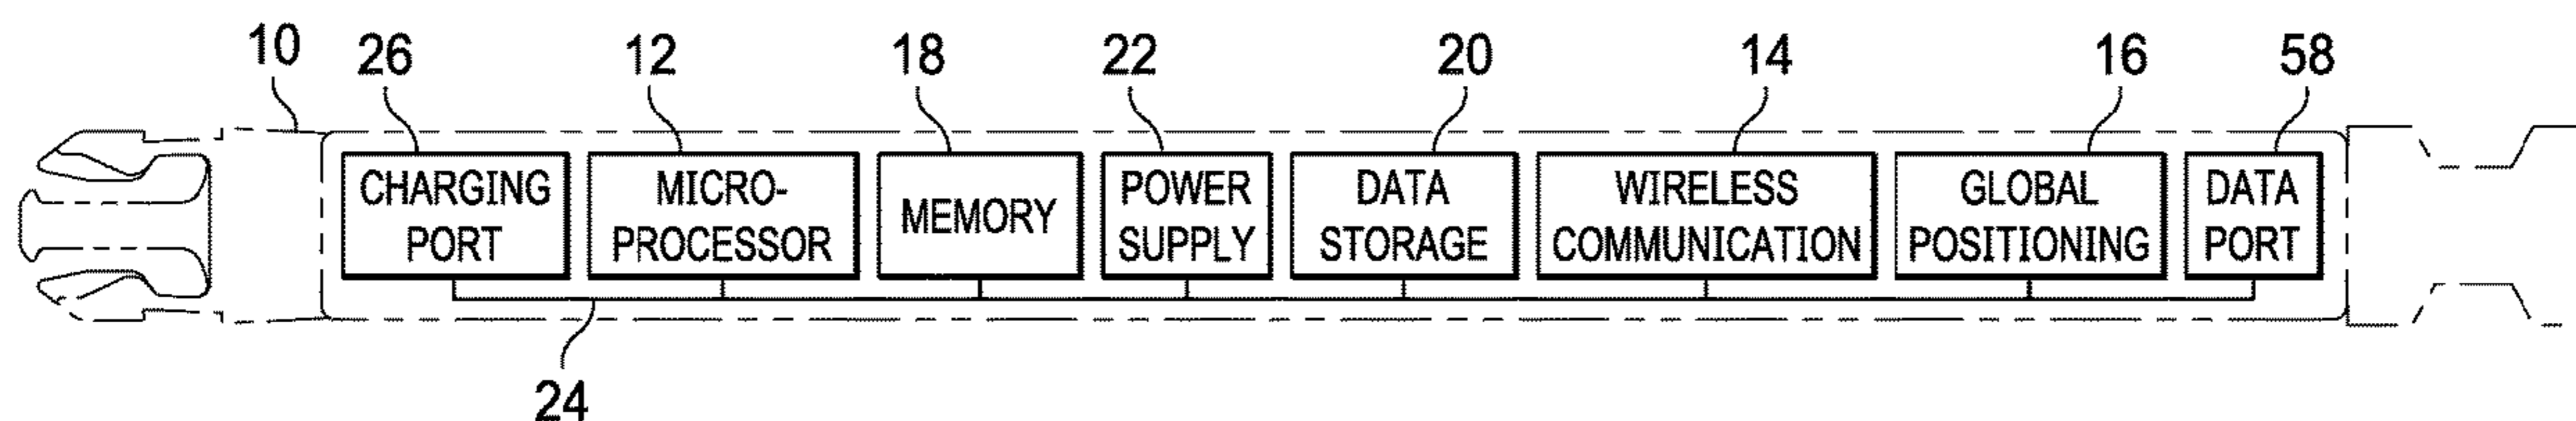 10 26 12 18 22 20 14 16 58
CHARGING PORT
MICRO-
PROCESSOR
MEMORY
POWER
SUPPLY
DATA
STORAGE
WIRELESS
COMMUNICATION
GLOBAL
POSITIONING
DATA
PORT
24